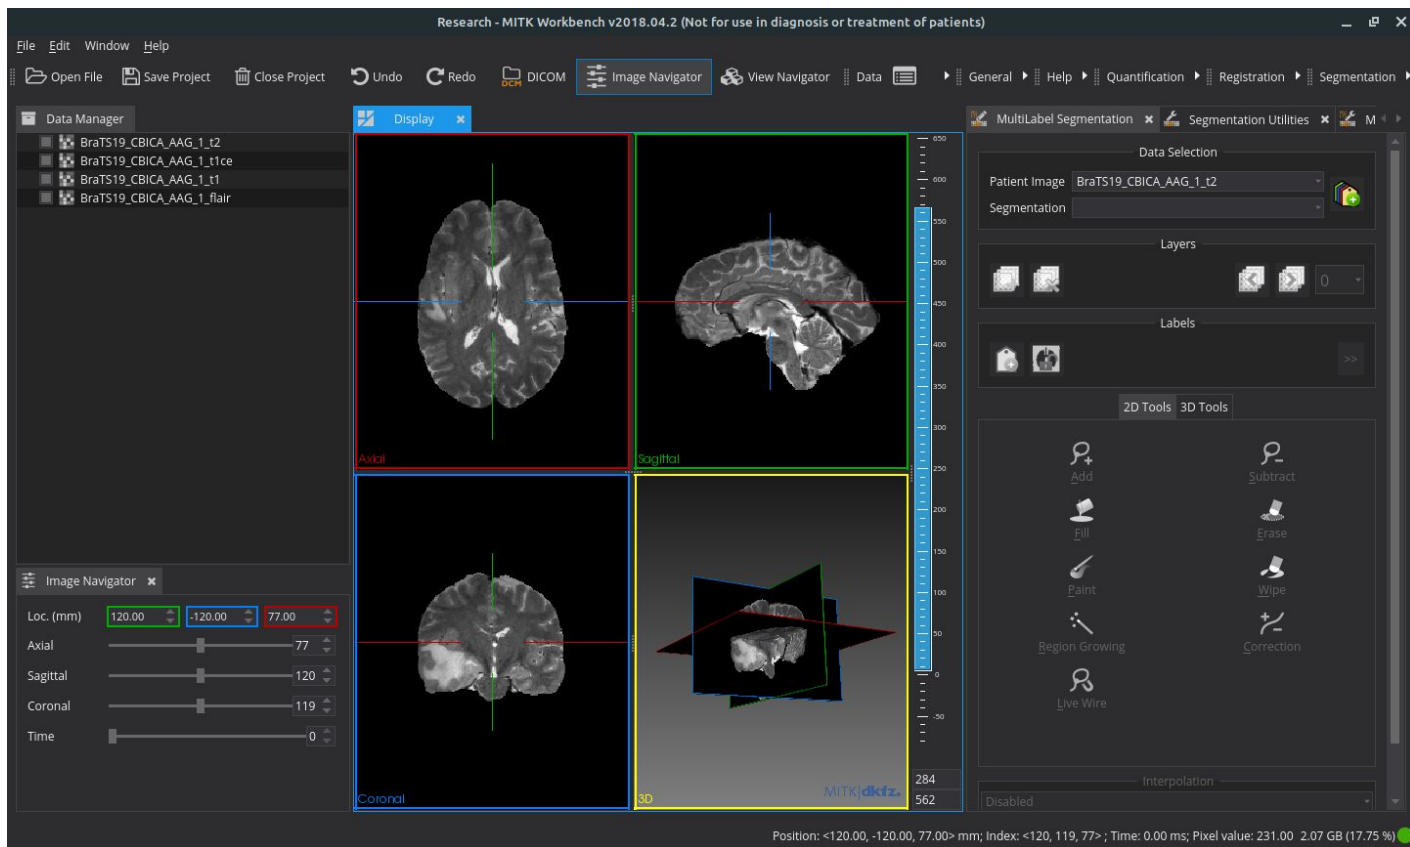 Research - MITK Workbench v2018.04.2 (Not for use in diagnosis or treatment of patients)
File Edit Window Help
Open File Save Project Close Project Undo Redo DCM DICOM Image Navigator View Navigator Data General Help Quantification Registration Segmentation
Data Manager
BraTS19_CBICA_AAG_1_t2
BraTS19_CBICA_AAG_1_t1ce
BraTS19_CBICA_AAG_1_t1
BraTS19_CBICA_AAG_1_flair
Image Navigator
Loc. (mm) 120.00 -120.00 77.00
Axial 77
Sagittal 120
Coronal 119
Time 0
Display
Axial
Sagittal
Coronal
3D
MITK|dkfz.
650
600
550
500
450
400
350
300
250
200
150
100
50
0
-50
284
562
MultiLabel Segmentation Segmentation Utilities M
Data Selection
Patient Image BraTS19_CBICA_AAG_1_t2
Segmentation
Layers
0
Labels
>>
2D Tools 3D Tools
Add Subtract
Fill Erase
Paint Wipe
Region Growing Correction
Live Wire
Interpolation
Disabled
Position: <120.00, -120.00, 77.00> mm; Index: <120, 119, 77> ; Time: 0.00 ms; Pixel value: 231.00 2.07 GB (17.75 %)